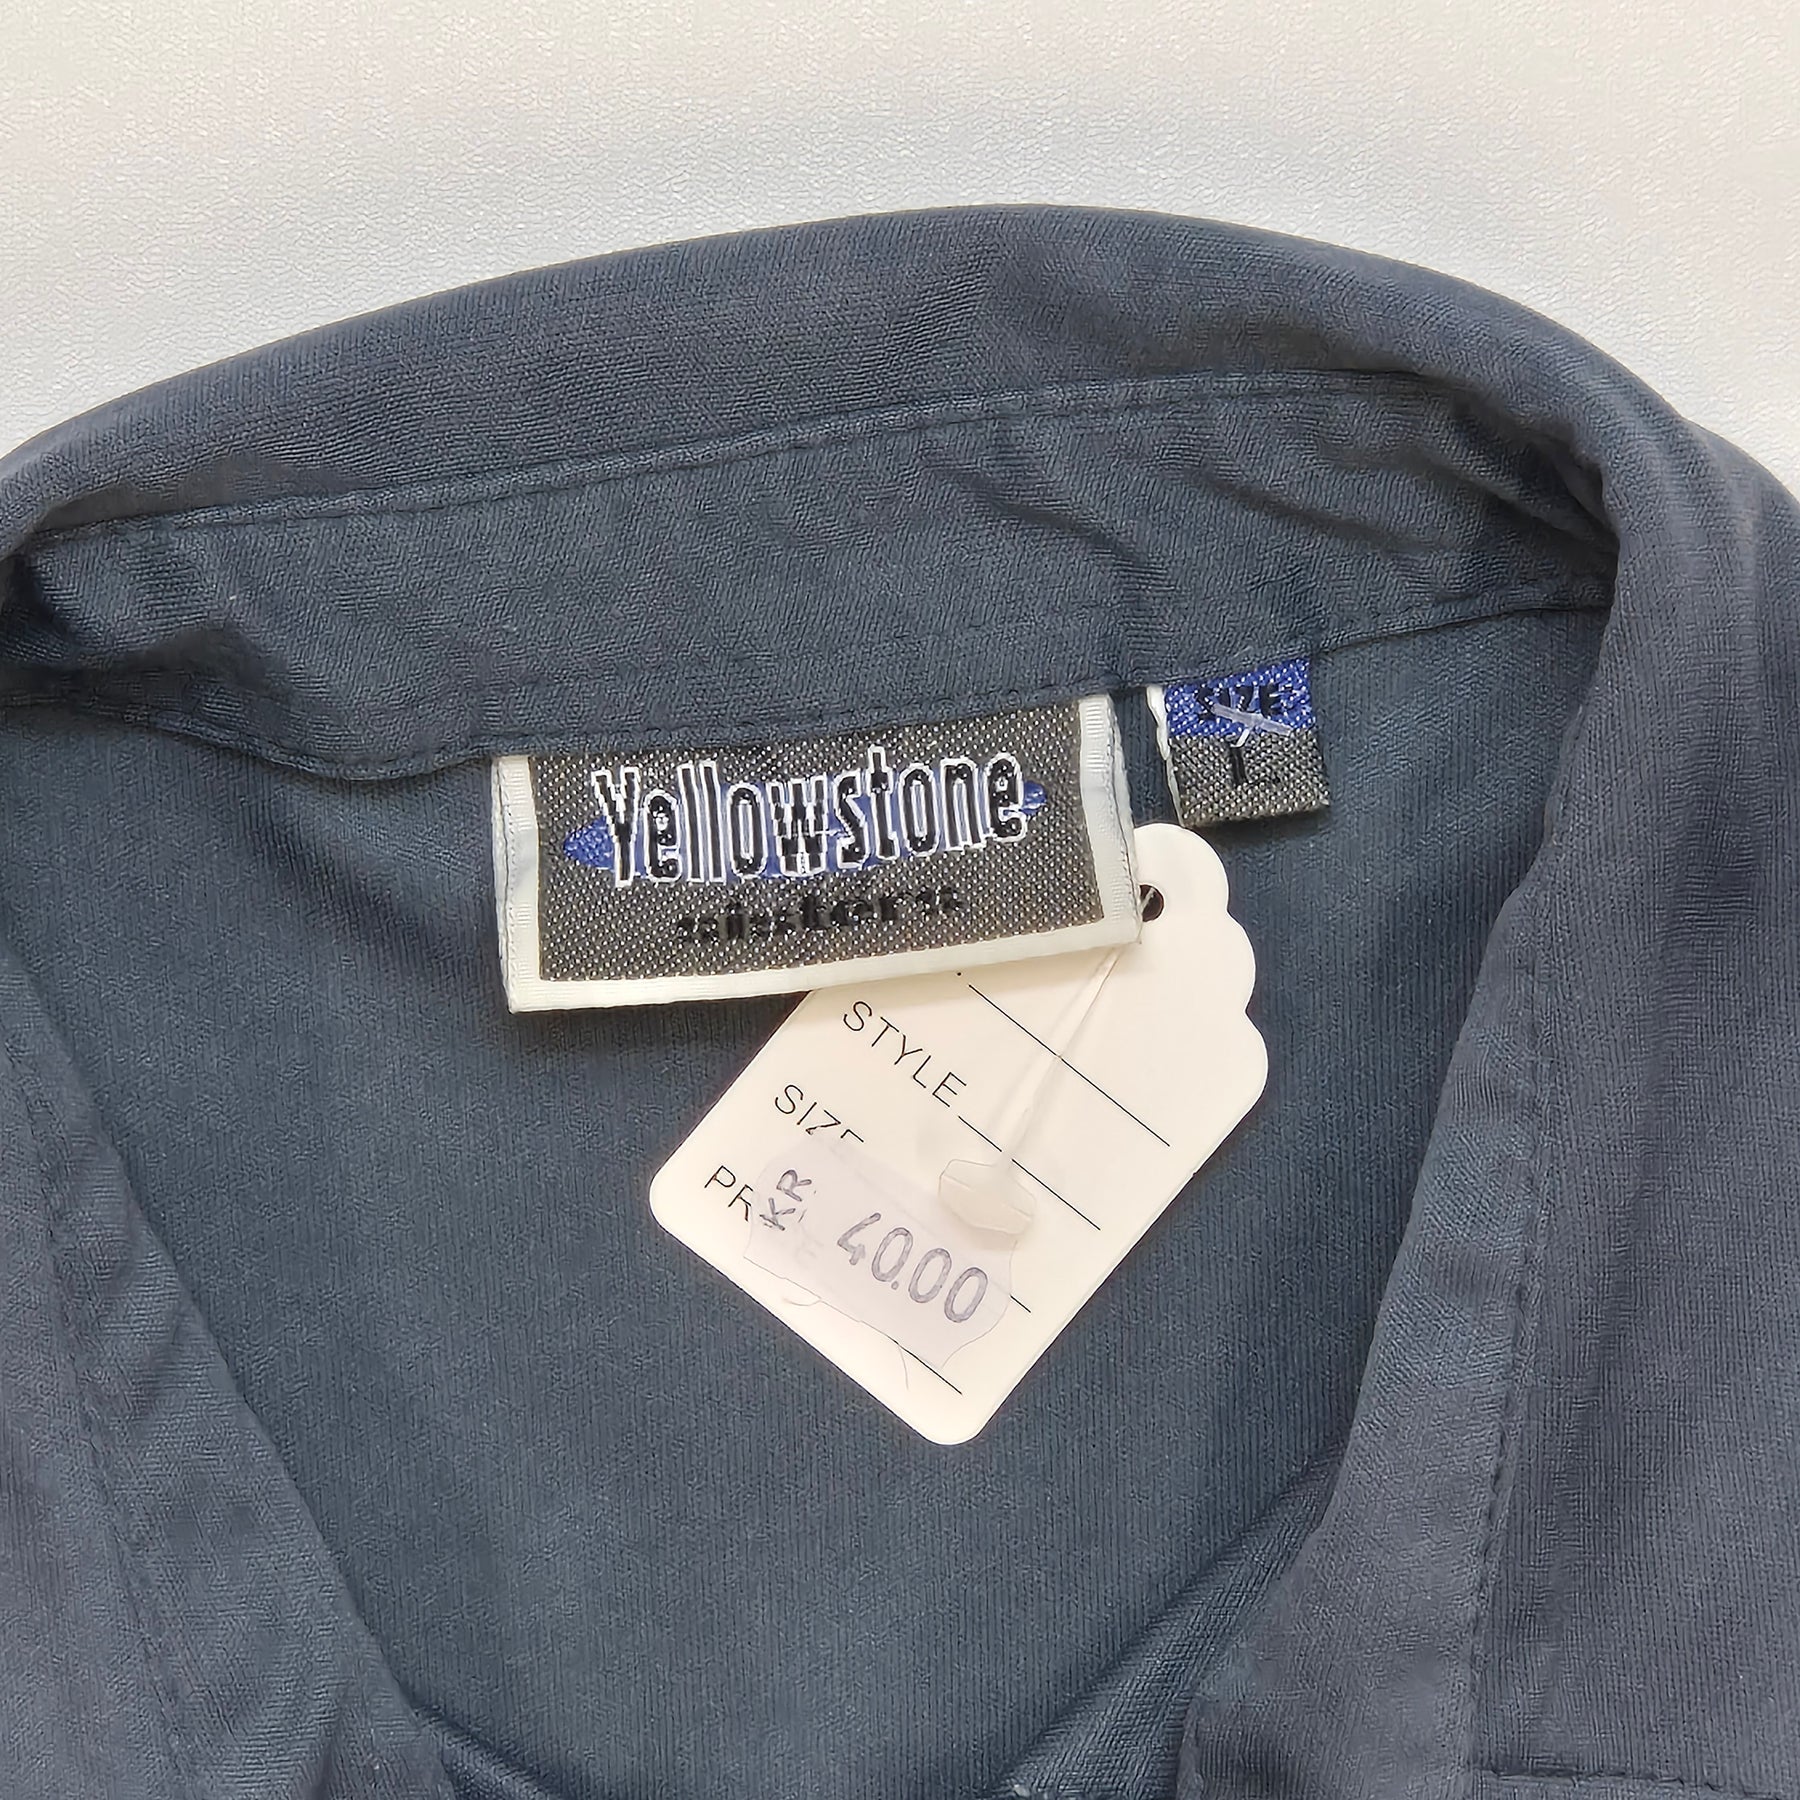 Yellowstone
SIZE
L
STYLE
SIZE
PR E
KR
40.00